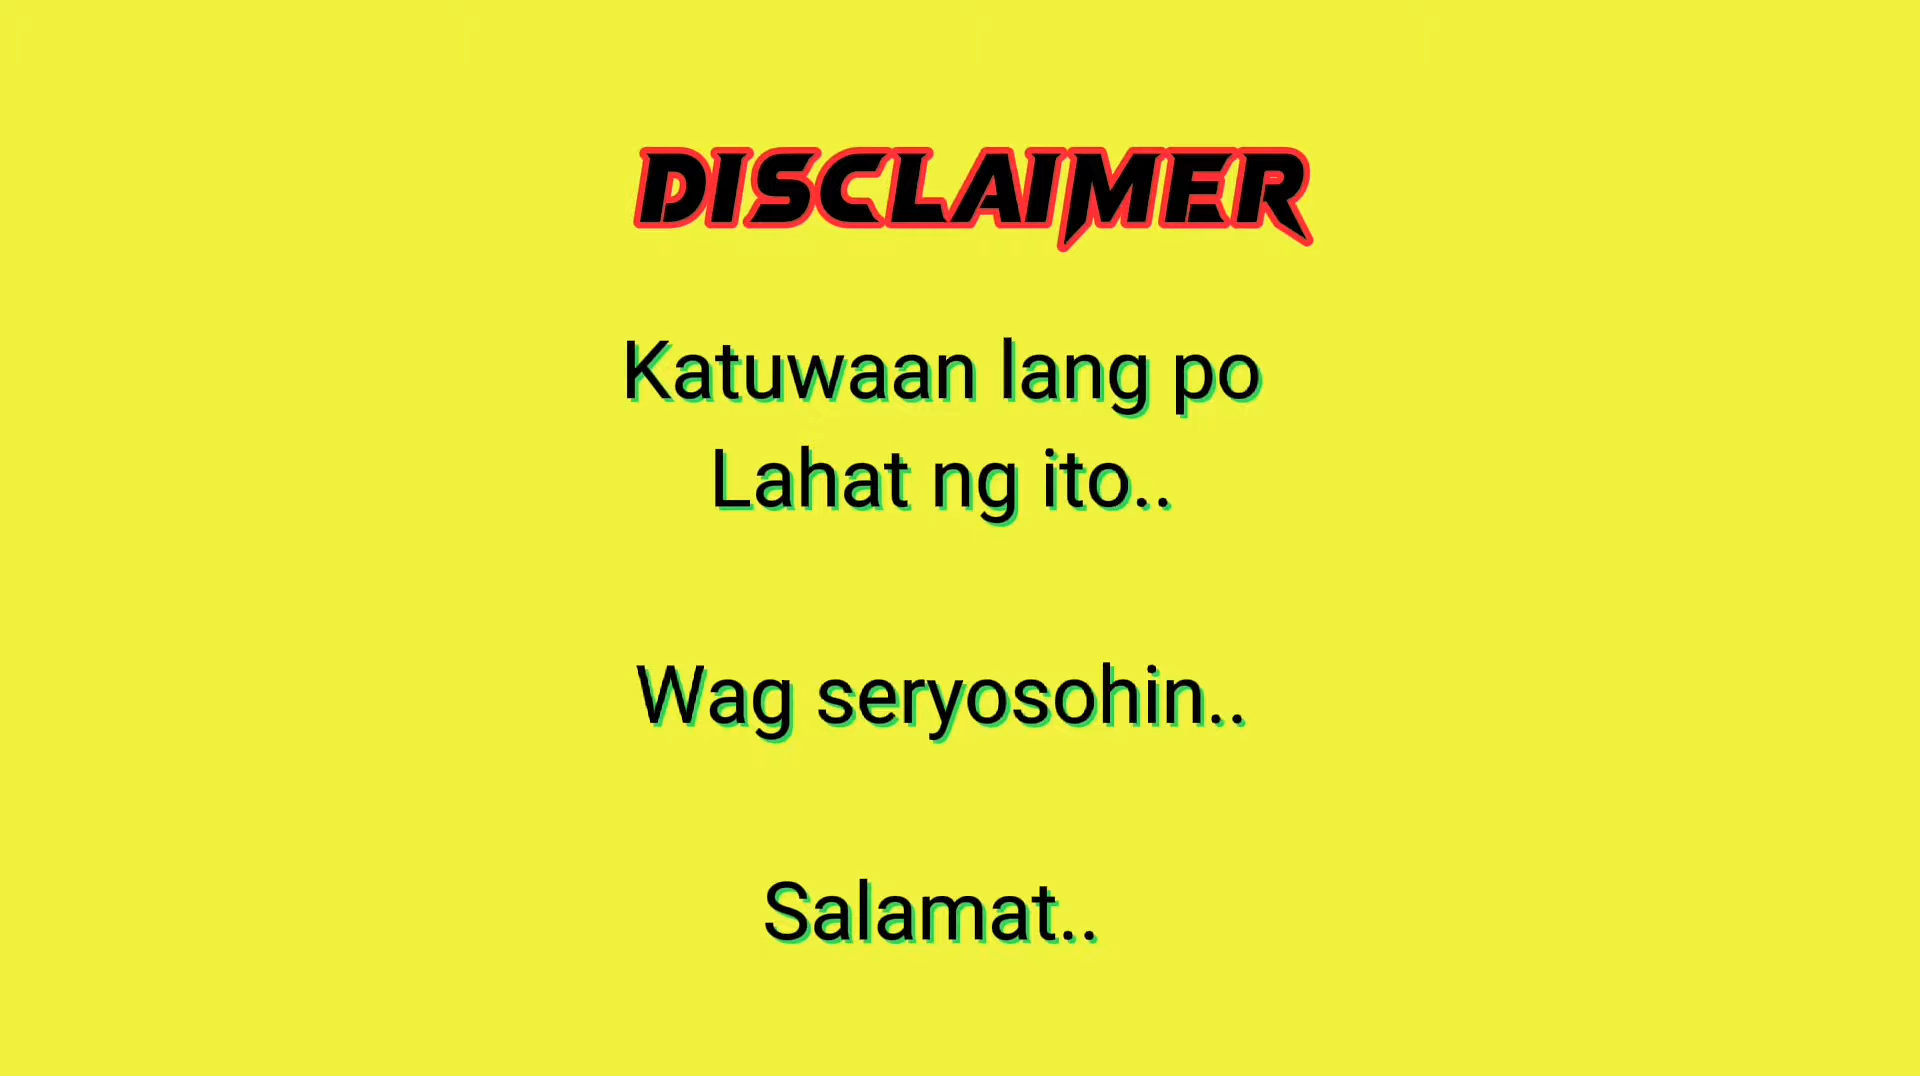 DISCLAIMER
Katuwaan lang po
Lahat ng ito..
Wag seryosohin..
Salamat..